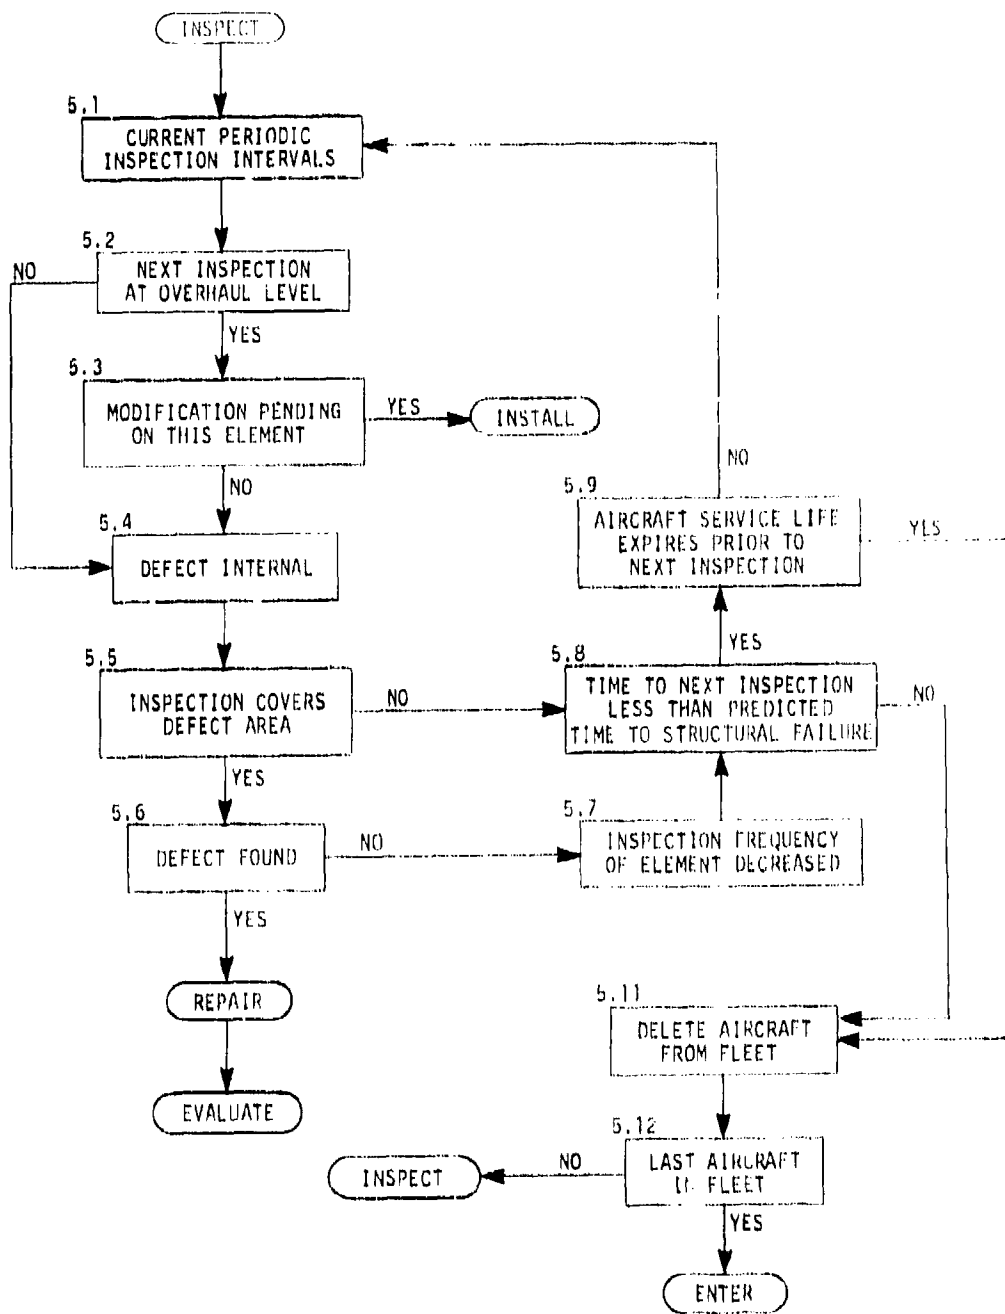 INSPECT
5.1
CURRENT PERIODIC
INSPECTION INTERVALS
5.2
NO
NEXT INSPECTION
AT OVERHAUL LEVEL
YES
5.3
MODIFICATION PENDING
ON THIS ELEMENT
YES
INSTALL
NO
5.4
DEFECT INTERNAL
NO
5.9
AIRCRAFT SERVICE LIFE
EXPIRES PRIOR TO
NEXT INSPECTION
YES
YES
5.5
INSPECTION COVERS
DEFECT AREA
NO
5.8
TIME TO NEXT INSPECTION
LESS THAN PREDICTED
TIME TO STRUCTURAL FAILURE
NO
YES
5.6
DEFECT FOUND
NO
5.7
INSPECTION FREQUENCY
OF ELEMENT DECREASED
YES
REPAIR
EVALUATE
5.11
DELETE AIRCRAFT
FROM FLEET
5.12
LAST AIRCRAFT
IN FLEET
NO
INSPECT
YES
ENTER